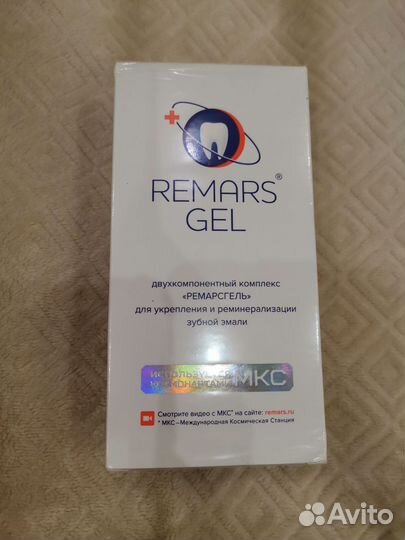 REMARS®
GEL
двухкомпонентный комплекс
«РЕМАРСГЕЛЬ»
для укрепления и реминерализации
зубной эмали
ИСПОЛЬЗУЕТСЯ
КОСМОНАВТАМИ МКС
Смотрите видео с МКС* на сайте: remars.ru
* МКС – Международная Космическая Станция
Avito